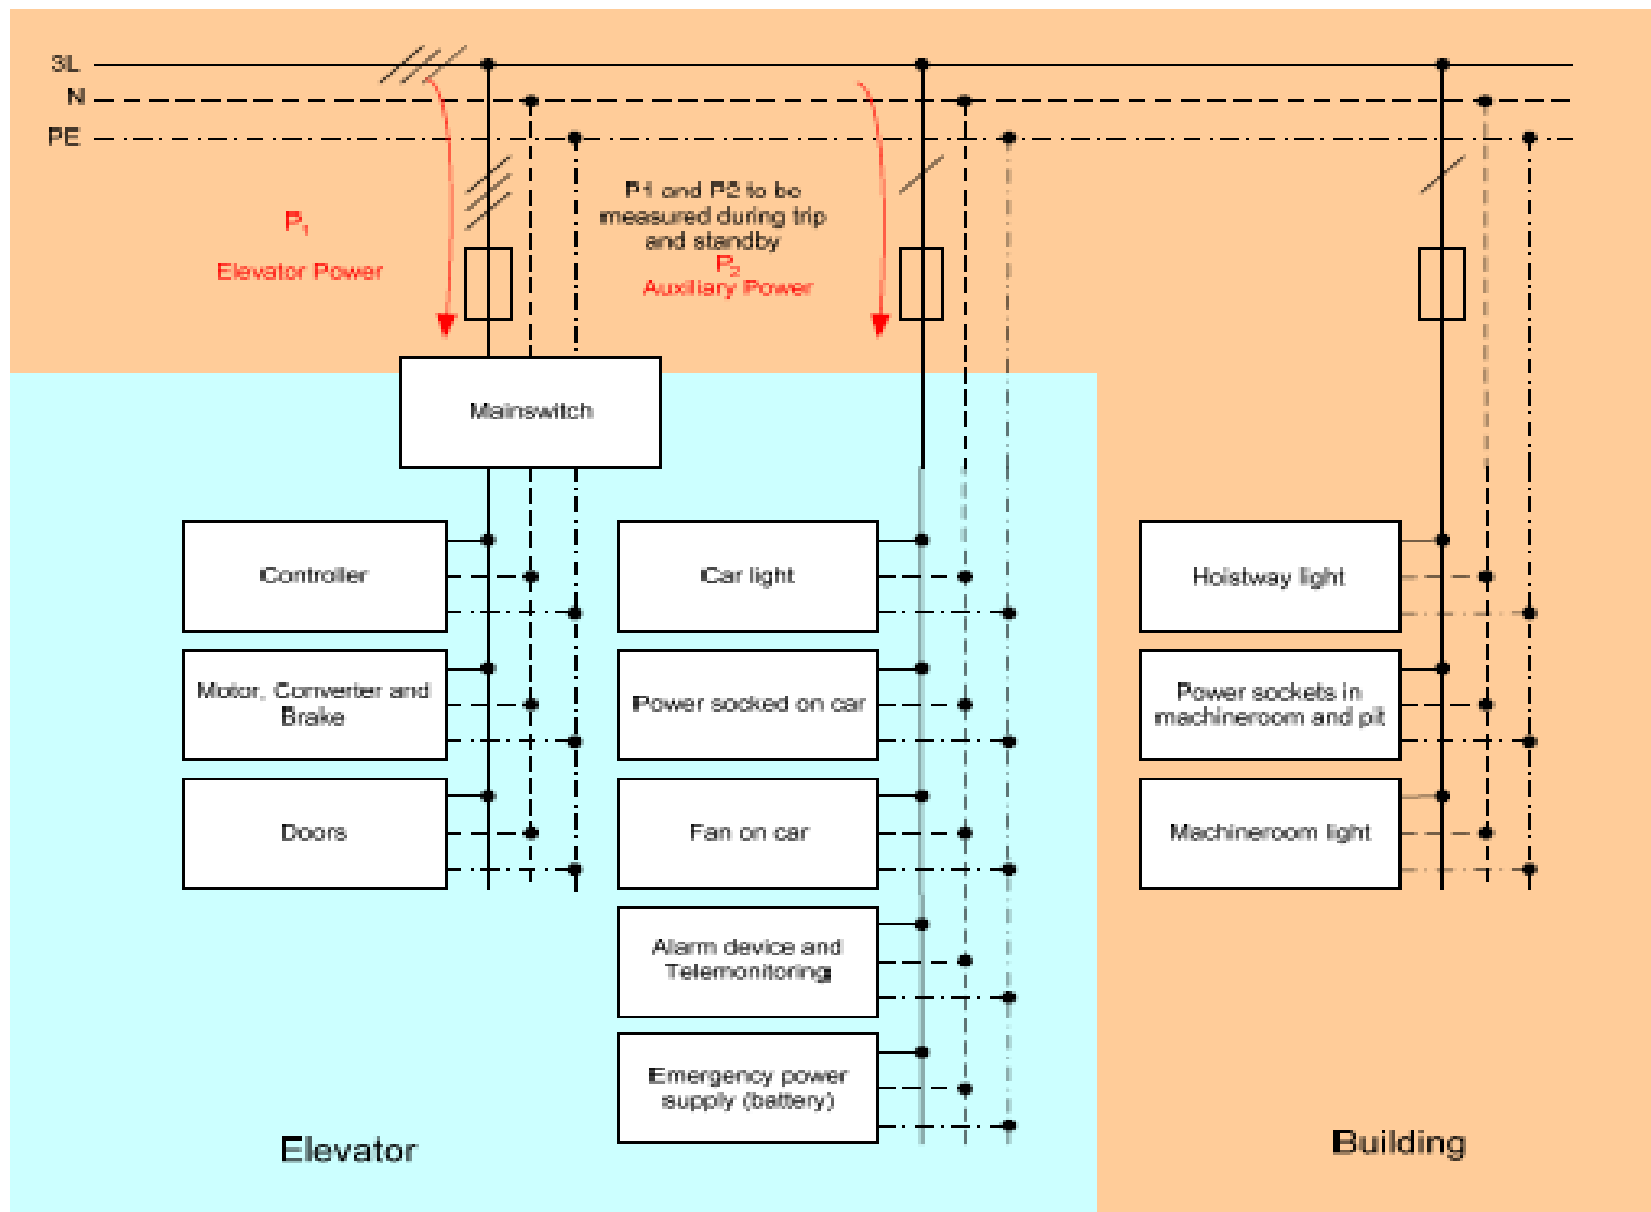 3L
N
PE
P1 and P2 to be
measured during trip
and standby
P1
Elevator Power
P2
Auxiliary Power
Mainswitch
Controller
Car light
Hoistway light
Motor, Converter and
Brake
Power socked on car
Power sockets in
machineroom and pit
Doors
Fan on car
Machineroom light
Alarm device and
Telemonitoring
Emergency power
supply (battery)
Elevator
Building